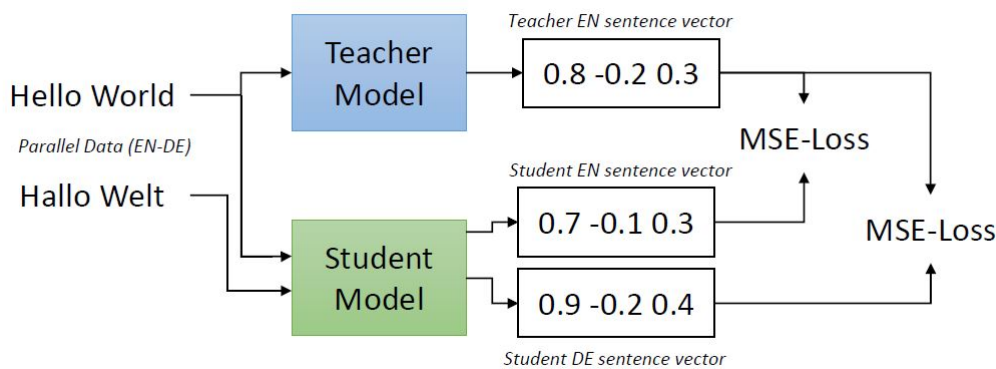 Teacher EN sentence vector
Teacher
Model
0.8 -0.2 0.3
Hello World
Parallel Data (EN-DE)
MSE-Loss
Hallo Welt
Student EN sentence vector
0.7 -0.1 0.3
MSE-Loss
Student
Model
0.9 -0.2 0.4
Student DE sentence vector